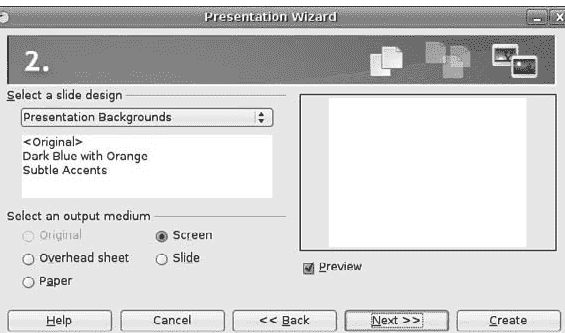 Presentation Wizard
2.
Select a slide design
Presentation Backgrounds
<Original>
Dark Blue with Orange
Subtle Accents
Select an output medium
Original
Screen
Overhead sheet
Slide
Paper
Preview
Help
Cancel
<< Back
Next >>
Create